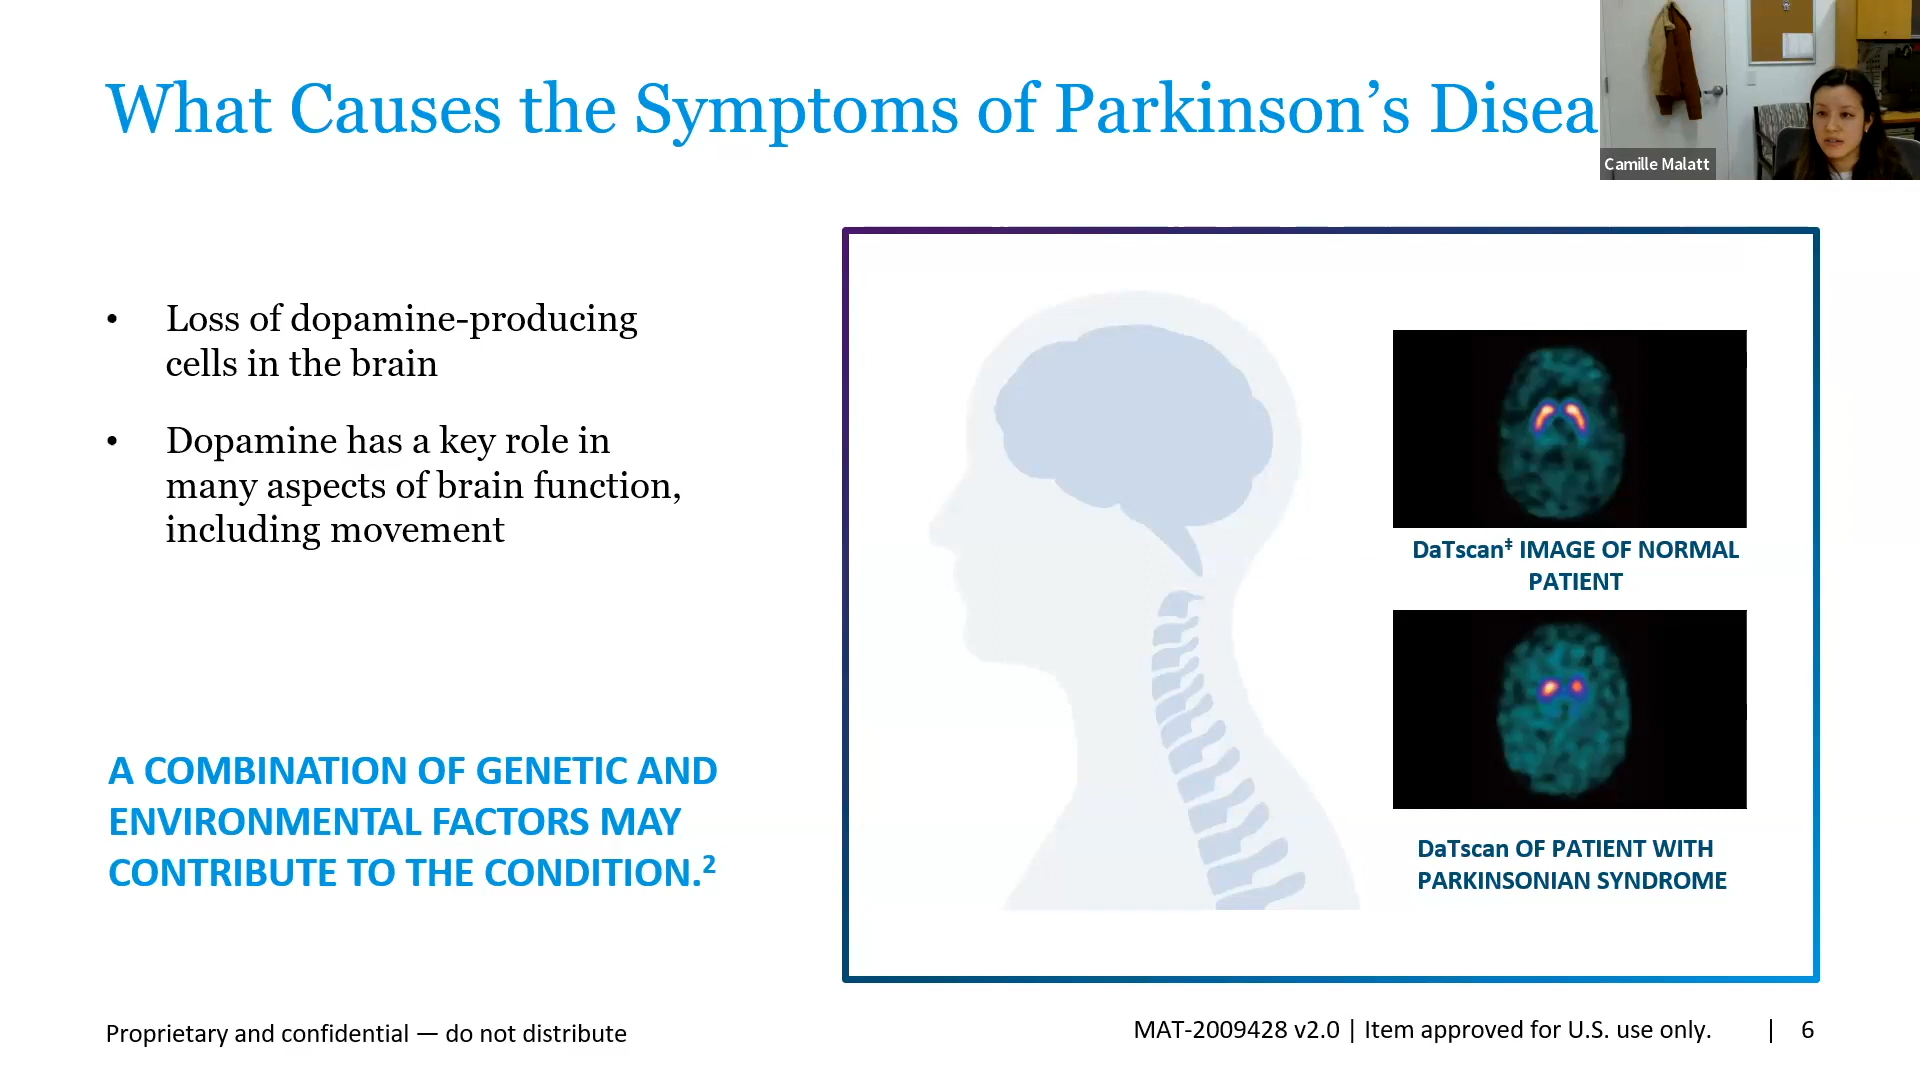 What Causes the Symptoms of Parkinson’s Disea
Camille Malatt
• Loss of dopamine-producing
cells in the brain
• Dopamine has a key role in
many aspects of brain function,
including movement
A COMBINATION OF GENETIC AND
ENVIRONMENTAL FACTORS MAY
CONTRIBUTE TO THE CONDITION.²
DaTscan‡ IMAGE OF NORMAL
PATIENT
DaTscan OF PATIENT WITH
PARKINSONIAN SYNDROME
Proprietary and confidential — do not distribute
MAT-2009428 v2.0 | Item approved for U.S. use only. | 6